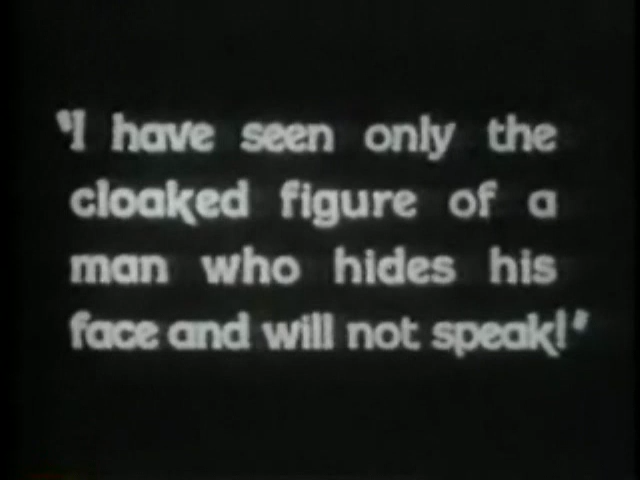 "I have seen only the
cloaked figure of a
man who hides his
face and will not speak!"